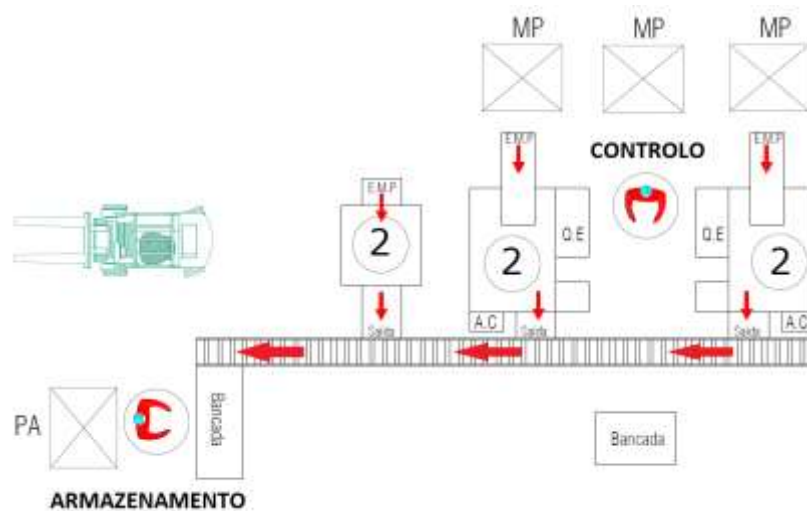 MP MP MP
E.M.P E.M.P
CONTROLO
E.M.P
Q.E Q.E
2 2 2
A.C A.C
Saída Saída Saída
Bancada
PA
Bancada
ARMAZENAMENTO